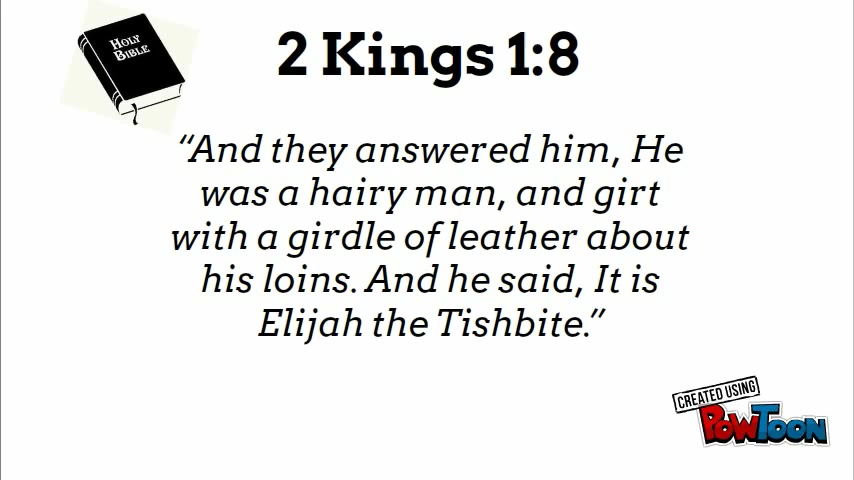 HOLY
BIBLE
2 Kings 1:8
“And they answered him, He
was a hairy man, and girt
with a girdle of leather about
his loins. And he said, It is
Elijah the Tishbite.”
CREATED USING
POWTOON